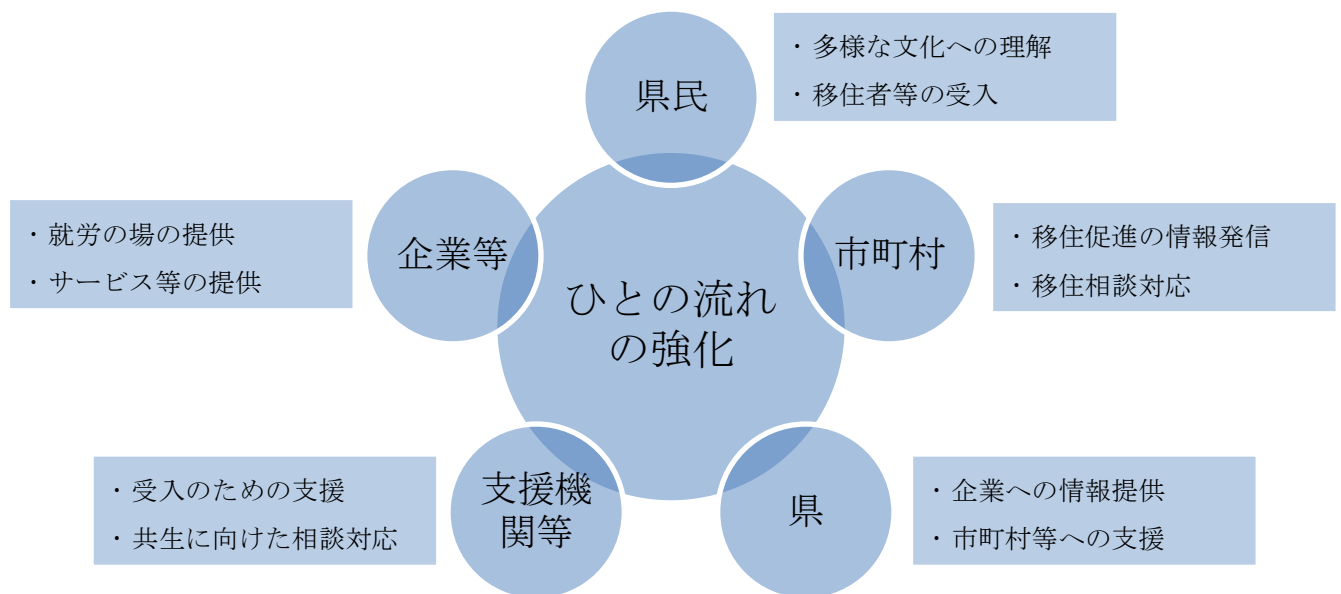 県民
・多様な文化への理解
・移住者等の受入
企業等
・就労の場の提供
・サービス等の提供
市町村
・移住促進の情報発信
・移住相談対応
ひとの流れ
の強化
支援機
関等
・受入のための支援
・共生に向けた相談対応
県
・企業への情報提供
・市町村等への支援